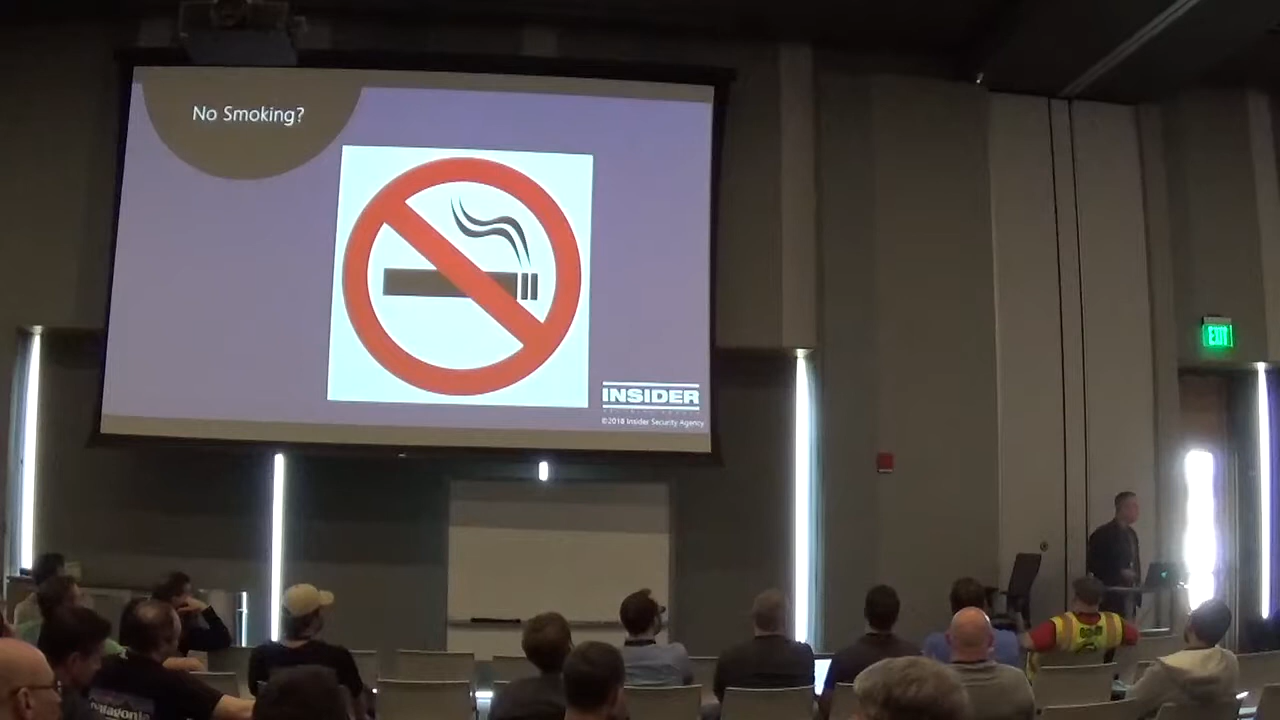 No Smoking?
INSIDER
©2018 Insider Security Agency
EXIT
patagonia